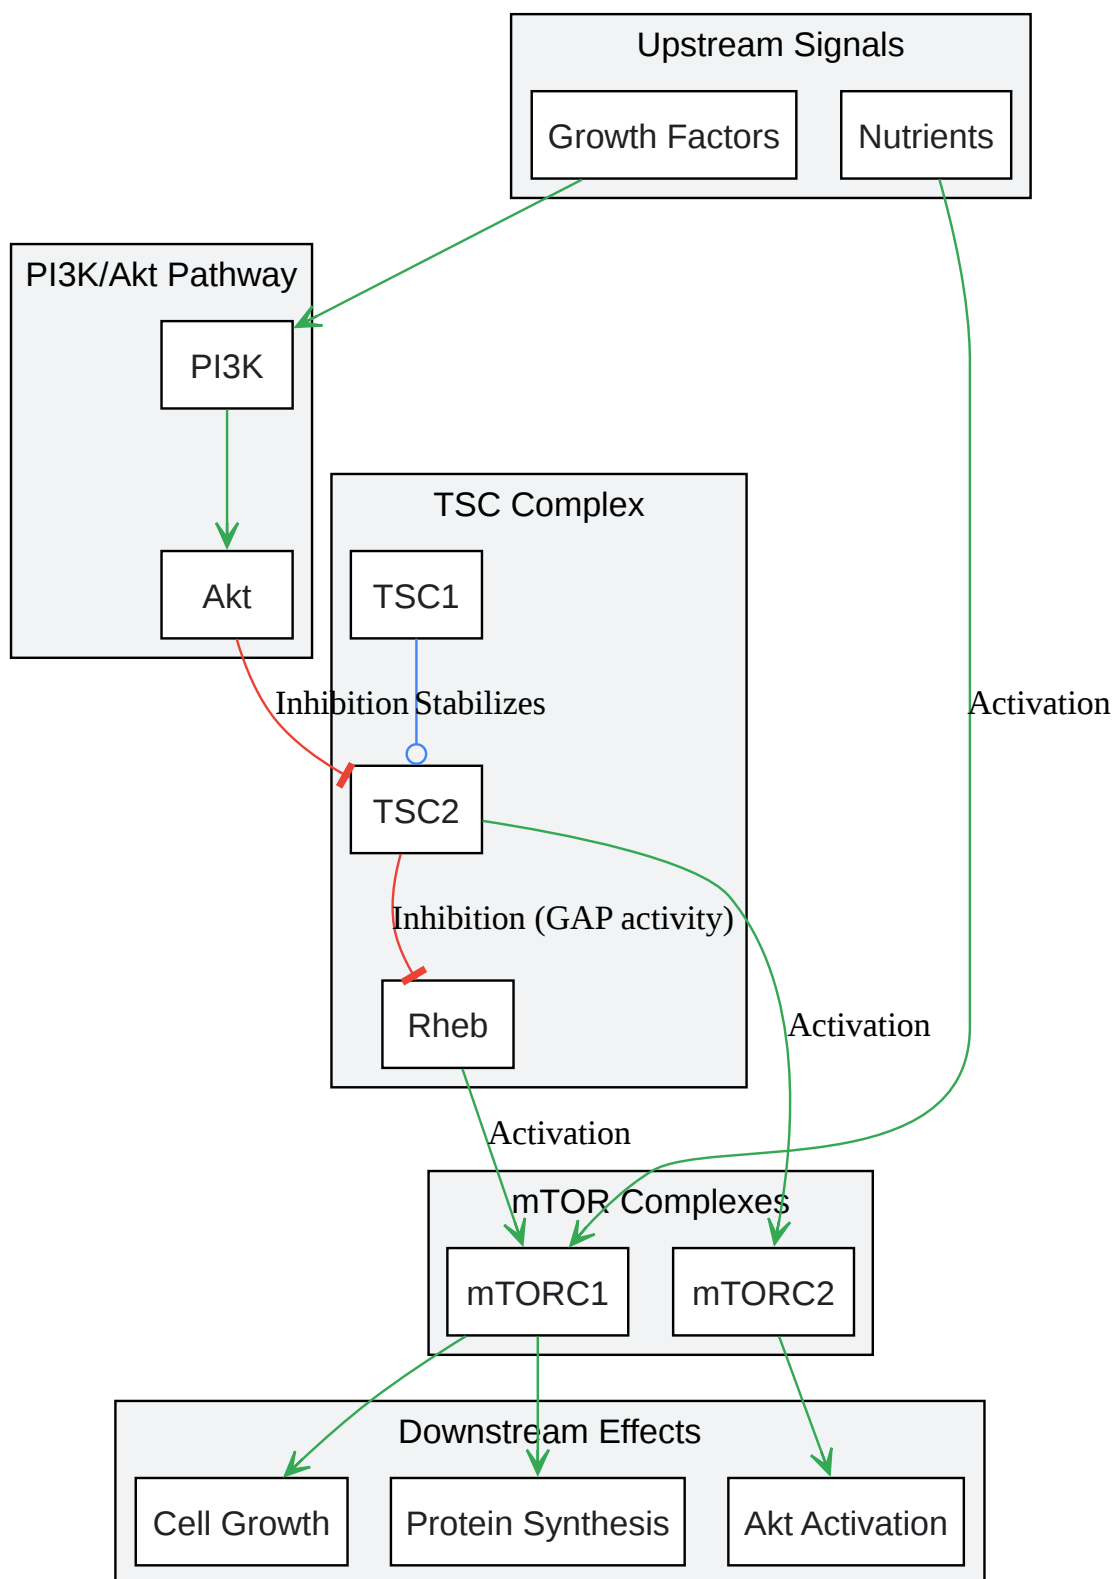 Upstream Signals
Growth Factors
Nutrients
PI3K/Akt Pathway
PI3K
Akt
TSC Complex
TSC1
Inhibition
Stabilizes
Activation
TSC2
Inhibition (GAP activity)
Rheb
Activation
Activation
mTOR Complexes
mTORC1
mTORC2
Downstream Effects
Cell Growth
Protein Synthesis
Akt Activation